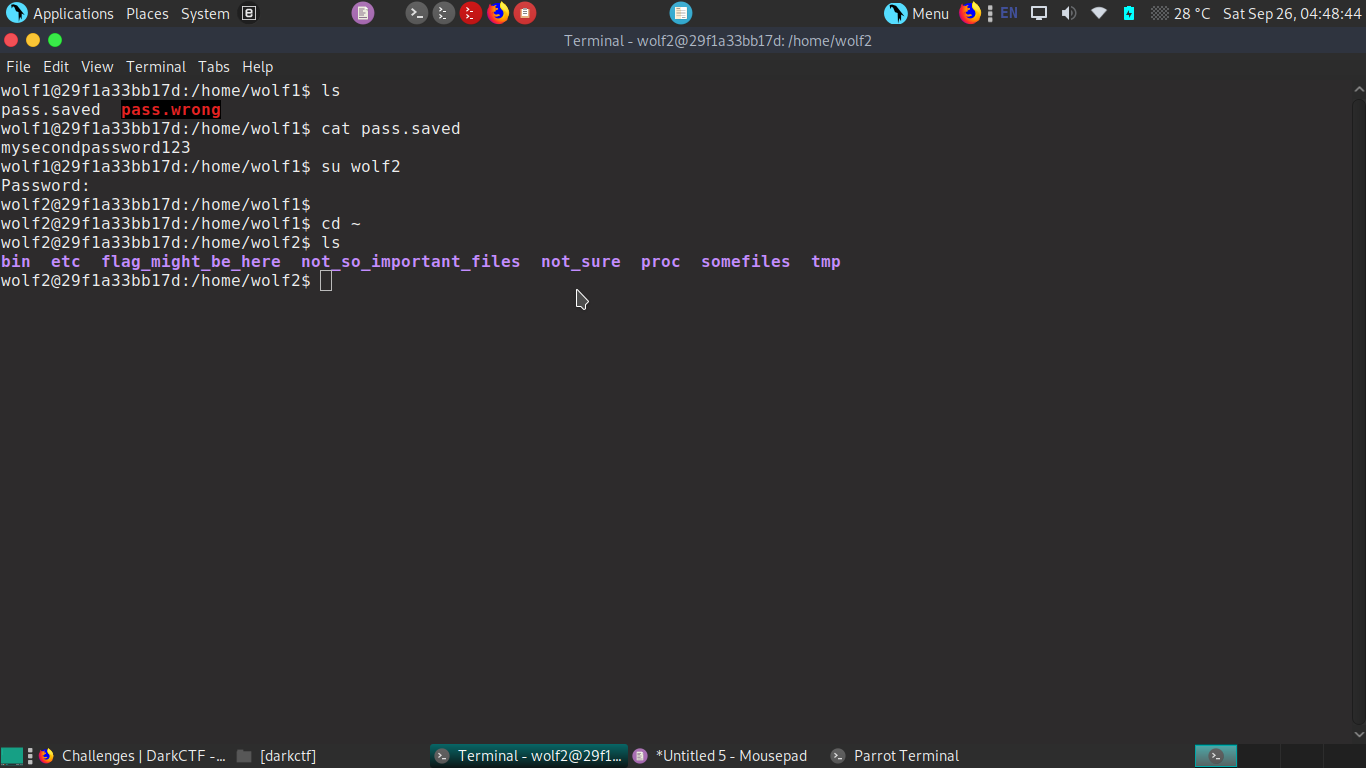 Applications Places System Menu EN 28 °C Sat Sep 26, 04:48:44
Terminal - wolf2@29f1a33bb17d: /home/wolf2
File Edit View Terminal Tabs Help
wolf1@29f1a33bb17d:/home/wolf1$ ls
pass.saved  pass.wrong
wolf1@29f1a33bb17d:/home/wolf1$ cat pass.saved
mysecondpassword123
wolf1@29f1a33bb17d:/home/wolf1$ su wolf2
Password:
wolf2@29f1a33bb17d:/home/wolf1$
wolf2@29f1a33bb17d:/home/wolf1$ cd ~
wolf2@29f1a33bb17d:/home/wolf2$ ls
bin  etc  flag_might_be_here  not_so_important_files  not_sure  proc  somefiles  tmp
wolf2@29f1a33bb17d:/home/wolf2$
Challenges | DarkCTF -... [darkctf] Terminal - wolf2@29f1... *Untitled 5 - Mousepad Parrot Terminal